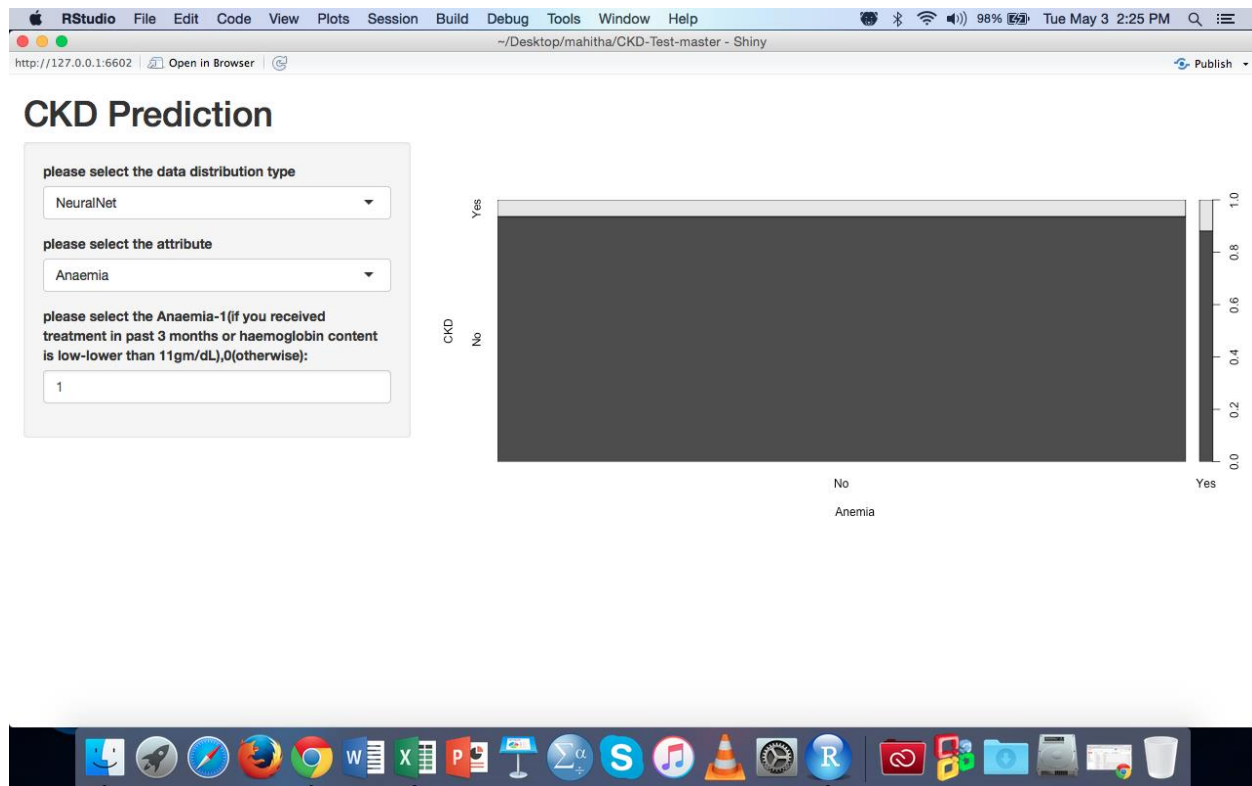 RStudio File Edit Code View Plots Session Build Debug Tools Window Help 98% Tue May 3 2:25 PM
~/Desktop/mahitha/CKD-Test-master - Shiny
http://127.0.0.1:6602 Open in Browser Publish
CKD Prediction
please select the data distribution type
NeuralNet
please select the attribute
Anaemia
please select the Anaemia-1(if you received
treatment in past 3 months or haemoglobin content
is low-lower than 11gm/dL),0(otherwise):
1
CKD
Yes
No
1.0
0.8
0.6
0.4
0.2
0.0
No Yes
Anemia
W X P Σα÷ S R